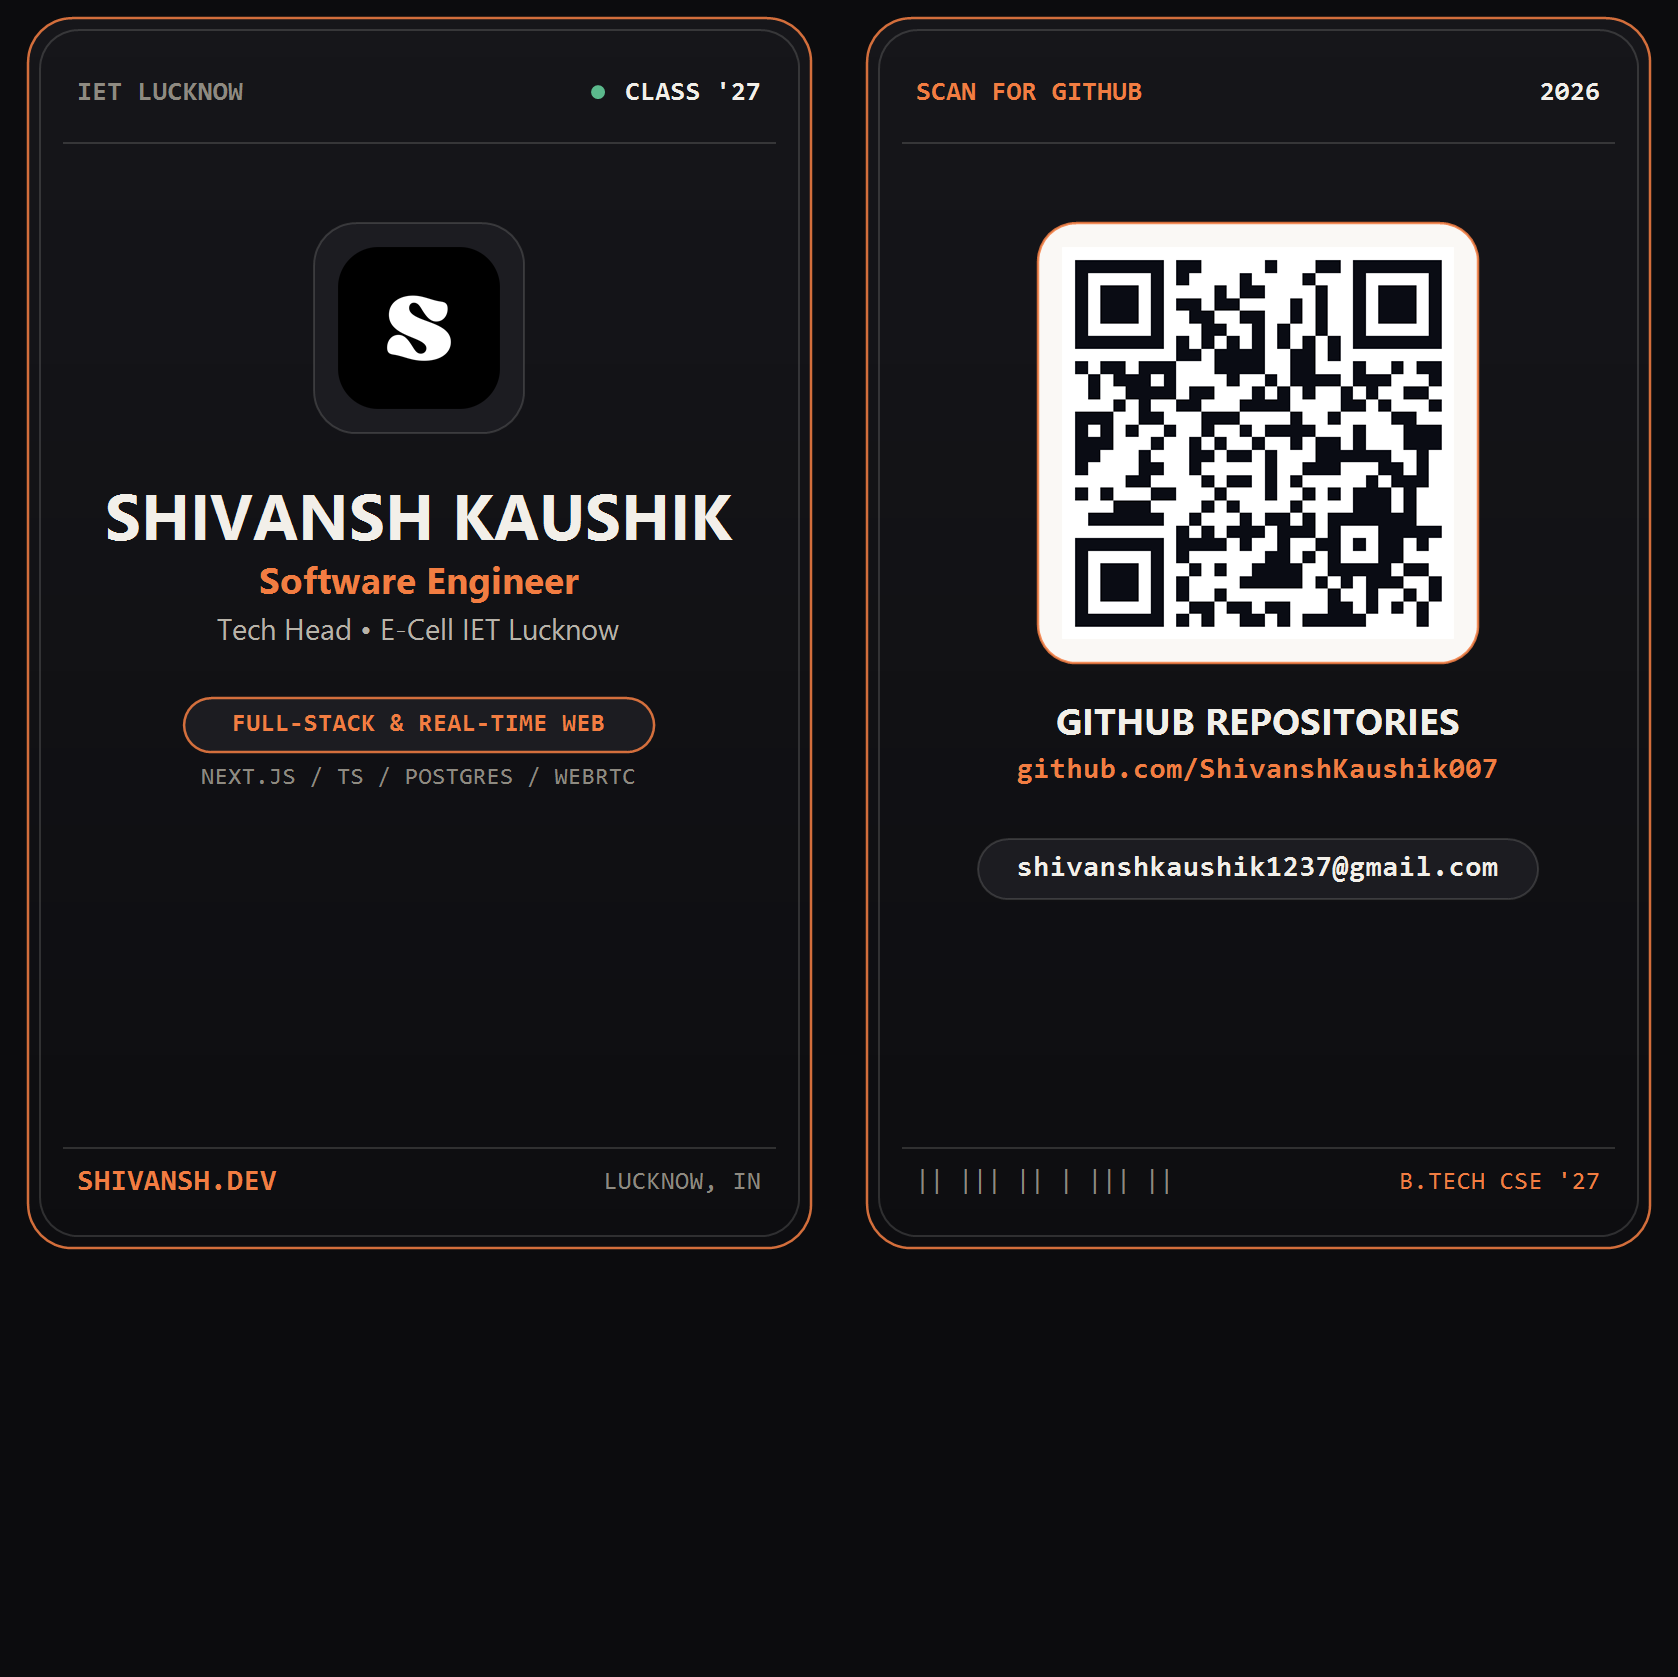 IET LUCKNOW
CLASS '27
S
SHIVANSH KAUSHIK
Software Engineer
Tech Head • E-Cell IET Lucknow
FULL-STACK & REAL-TIME WEB
NEXT.JS / TS / POSTGRES / WEBRTC
SHIVANSH.DEV
LUCKNOW, IN
SCAN FOR GITHUB
2026
GITHUB REPOSITORIES
github.com/ShivanshKaushik007
shivanshkaushik1237@gmail.com
|| ||| || | ||| ||
B.TECH CSE '27